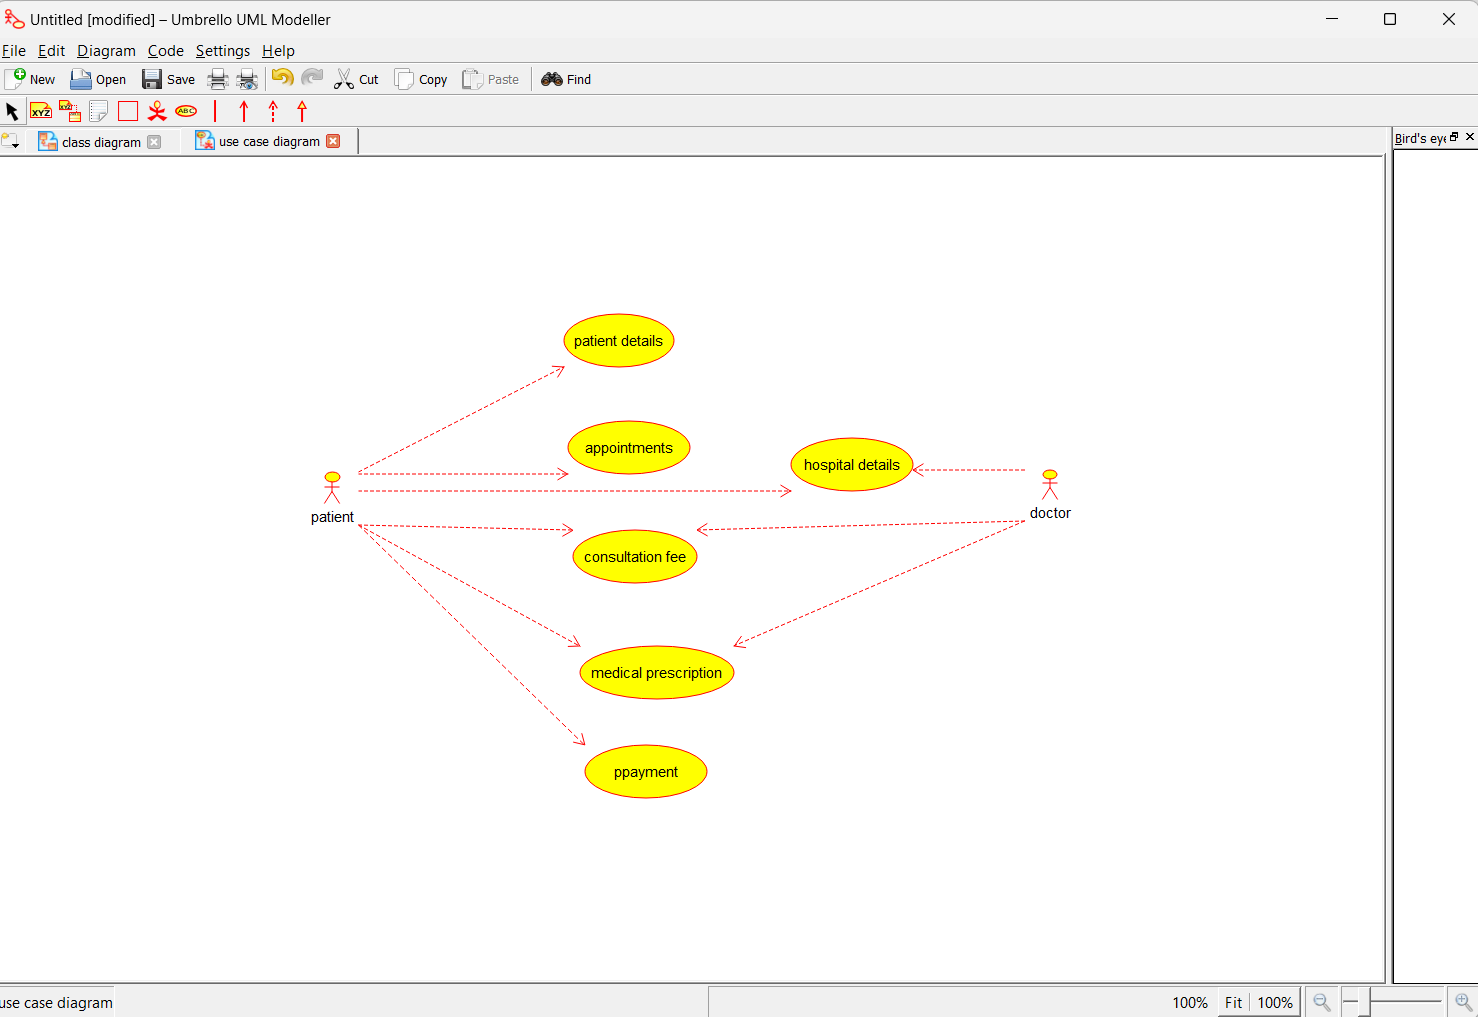 Untitled [modified] – Umbrello UML Modeller
File Edit Diagram Code Settings Help
New Open Save Cut Copy Paste Find
XYZ XYZ ABC
class diagram use case diagram Bird's eye
patient details
appointments
hospital details
patient
doctor
consultation fee
medical prescription
ppayment
use case diagram 100% Fit 100%